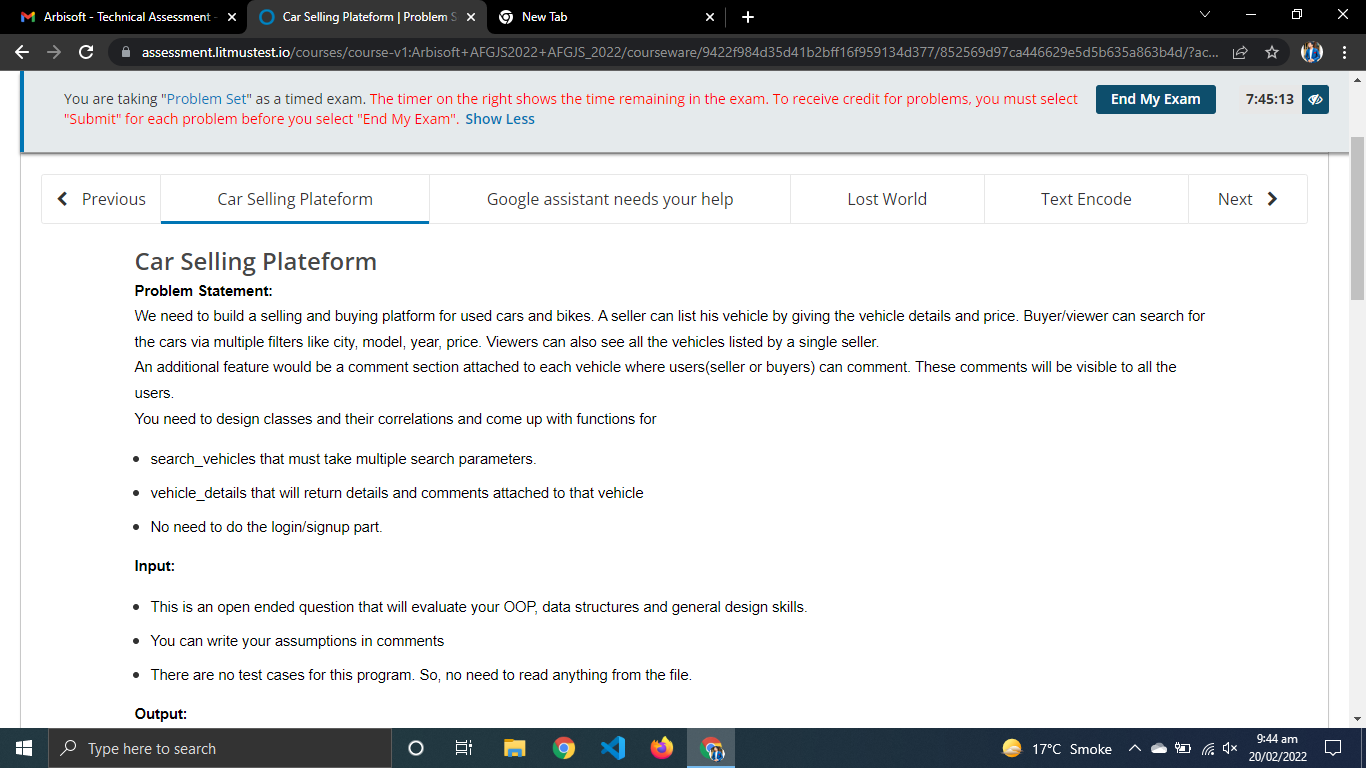 Arbisoft - Technical Assessment -
Car Selling Plateform | Problem S
New Tab
assessment.litmustest.io/courses/course-v1:Arbisoft+AFGJS2022+AFGJS_2022/courseware/9422f984d35d41b2bff16f959134d377/852569d97ca446629e5d5b635a863b4d/?ac...
You are taking "Problem Set" as a timed exam. The timer on the right shows the time remaining in the exam. To receive credit for problems, you must select
"Submit" for each problem before you select "End My Exam". Show Less
End My Exam
7:45:13
Previous
Car Selling Plateform
Google assistant needs your help
Lost World
Text Encode
Next
Car Selling Plateform
Problem Statement:
We need to build a selling and buying platform for used cars and bikes. A seller can list his vehicle by giving the vehicle details and price. Buyer/viewer can search for
the cars via multiple filters like city, model, year, price. Viewers can also see all the vehicles listed by a single seller.
An additional feature would be a comment section attached to each vehicle where users(seller or buyers) can comment. These comments will be visible to all the
users.
You need to design classes and their correlations and come up with functions for
• search_vehicles that must take multiple search parameters.
• vehicle_details that will return details and comments attached to that vehicle
• No need to do the login/signup part.
Input:
• This is an open ended question that will evaluate your OOP, data structures and general design skills.
• You can write your assumptions in comments
• There are no test cases for this program. So, no need to read anything from the file.
Output:
Type here to search
17°C Smoke
9:44 am
20/02/2022